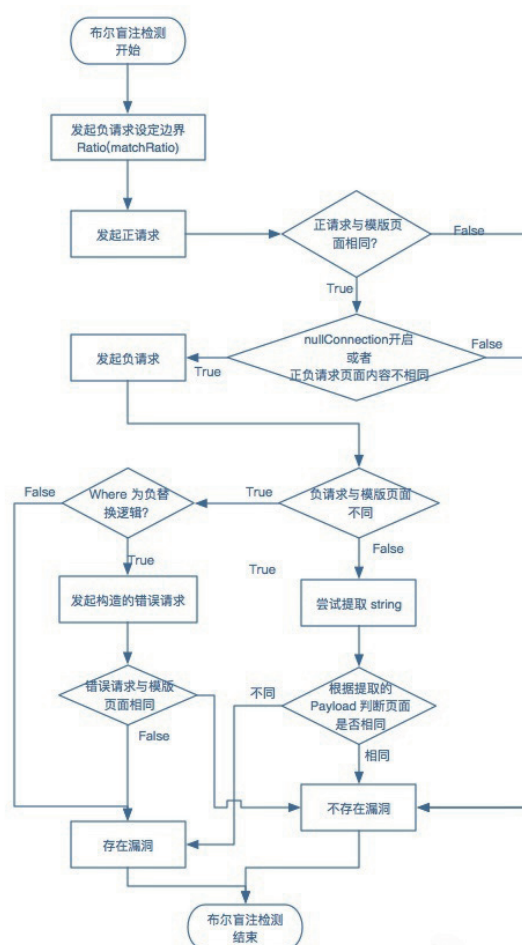 布尔盲注检测
开始
发起负请求设定边界
Ratio(matchRatio)
发起正请求
正请求与模版页
面相同?
False
True
发起负请求
nullConnection开启
或者
正负请求页面内容不相同
False
True
False
Where 为负替
换逻辑?
True
负请求与模版页面
不同
True
True
False
发起构造的错误请求
尝试提取 string
错误请求与模版
页面相同
不同
根据提取的
Payload 判断页面
是否相同
False
相同
存在漏洞
不存在漏洞
布尔盲注检测
结束